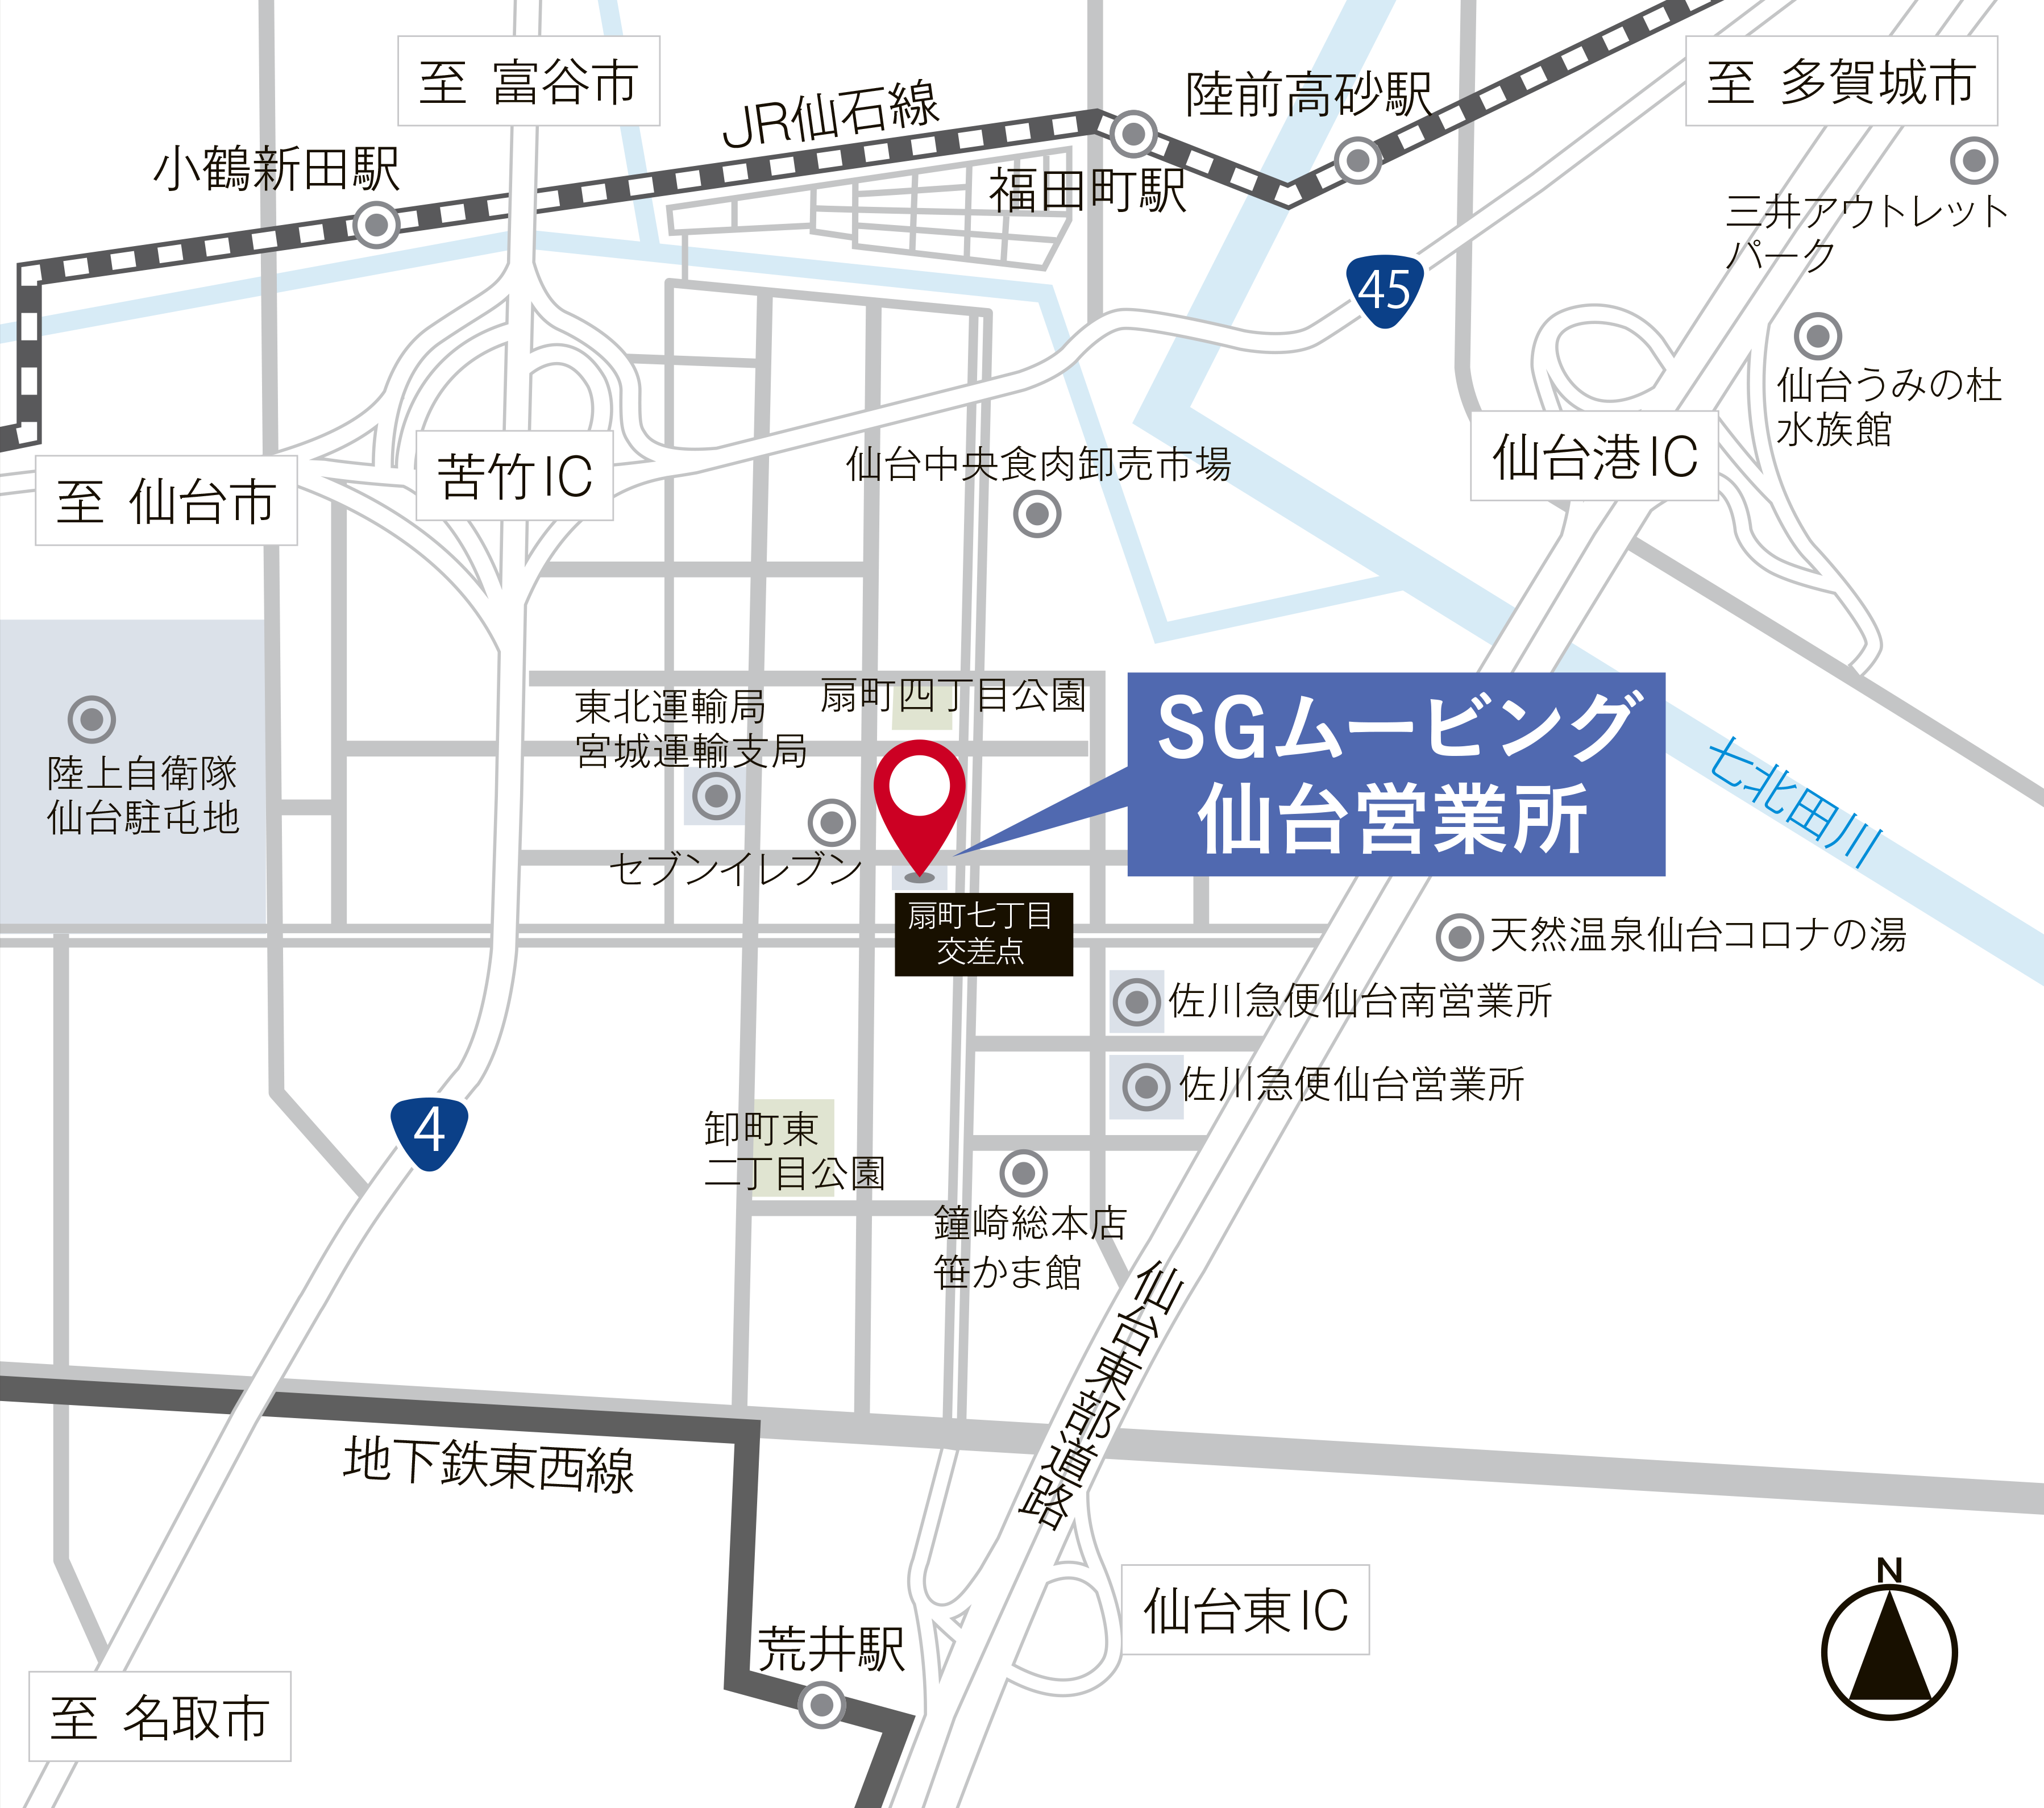 至 富谷市
JR仙石線
陸前高砂駅
至 多賀城市
小鶴新田駅
福田町駅
三井アウトレット
パーク
45
仙台うみの杜
水族館
至 仙台市
苦竹IC
仙台中央食肉卸売市場
仙台港IC
陸上自衛隊
仙台駐屯地
東北運輸局
宮城運輸支局
扇町四丁目公園
SGムービング
仙台営業所
七北田川
セブンイレブン
扇町七丁目
交差点
天然温泉仙台コロナの湯
佐川急便仙台南営業所
佐川急便仙台営業所
4
卸町東
二丁目公園
鐘崎総本店
笹かま館
仙台東部道路
地下鉄東西線
仙台東IC
荒井駅
至 名取市
N